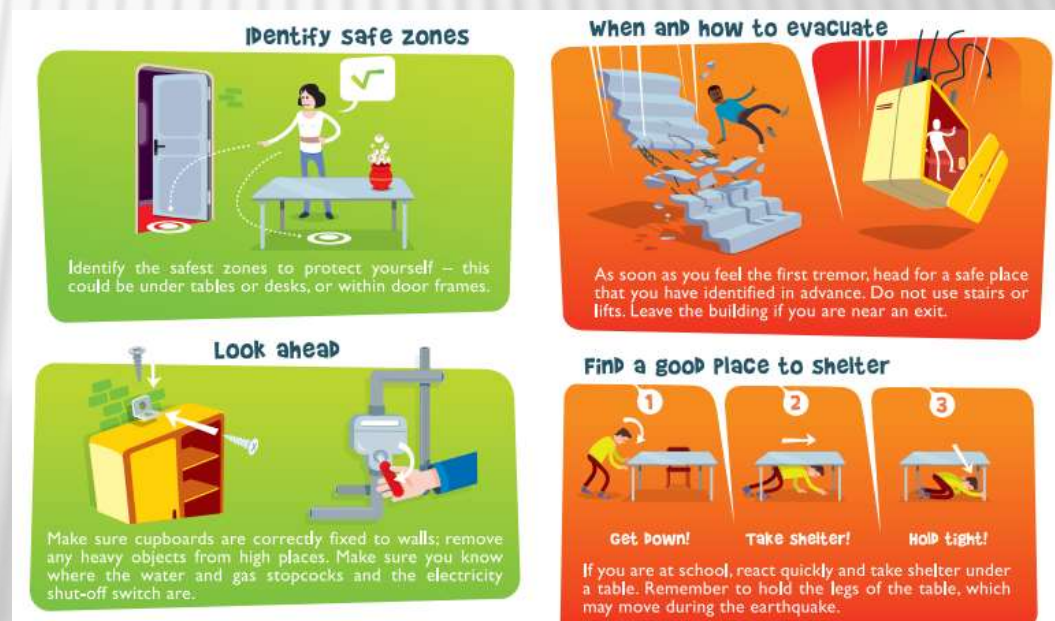 Identify safe zones
Identify the safest zones to protect yourself – this
could be under tables or desks, or within door frames.
Look ahead
Make sure cupboards are correctly fixed to walls; remove
any heavy objects from high places. Make sure you know
where the water and gas stopcocks and the electricity
shut-off switch are.
When and how to evacuate
As soon as you feel the first tremor, head for a safe place
that you have identified in advance. Do not use stairs or
lifts. Leave the building if you are near an exit.
Find a good place to shelter
1 2 3
Get down! Take shelter! Hold tight!
If you are at school, react quickly and take shelter under
a table. Remember to hold the legs of the table, which
may move during the earthquake.